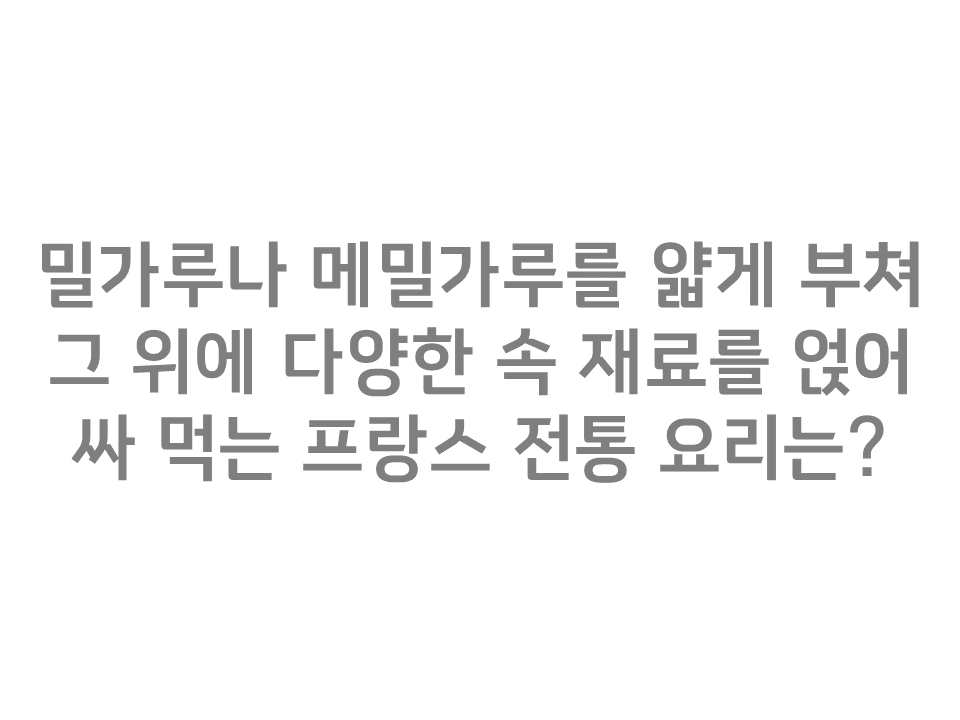 밀가루나 메밀가루를 얇게 부쳐
그 위에 다양한 속 재료를 얹어
싸 먹는 프랑스 전통 요리는?